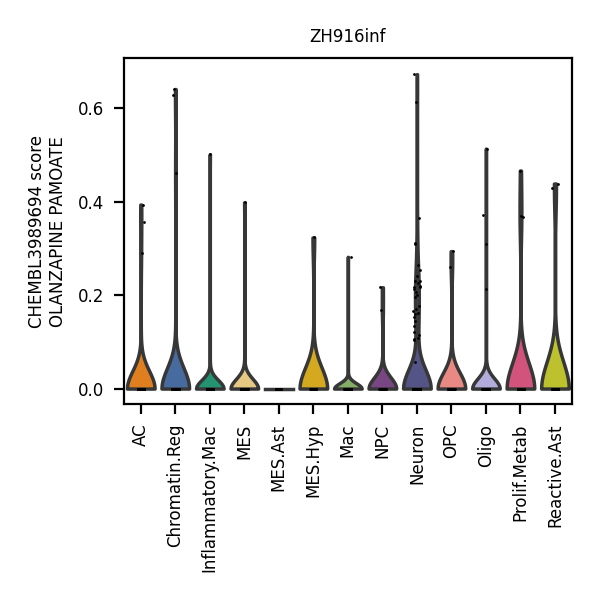 ZH916inf
CHEMBL3989694 score
OLANZAPINE PAMOATE
0.6
0.4
0.2
0.0
AC
Chromatin.Reg
Inflammatory.Mac
MES
MES.Ast
MES.Hyp
Mac
NPC
Neuron
OPC
Oligo
Prolif.Metab
Reactive.Ast